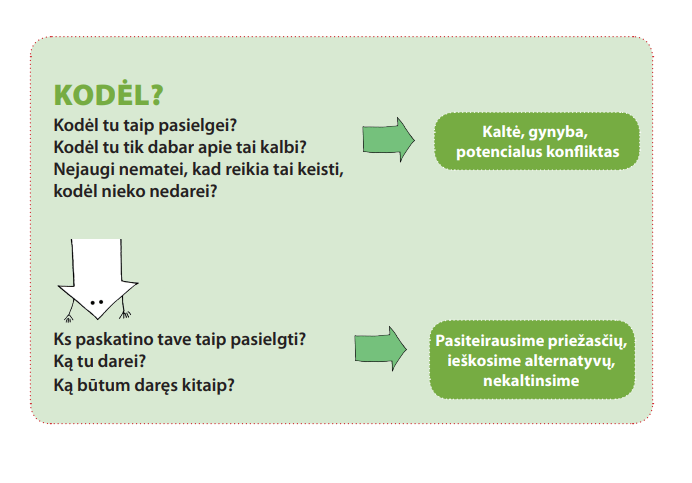 KODĖL?
Kodėl tu taip pasielgei?
Kodėl tu tik dabar apie tai kalbi?
Nejaugi nematei, kad reikia tai keisti,
kodėl nieko nedarei?
Kaltė, gynyba,
potencialus konfliktas
Ks paskatino tave taip pasielgti?
Ką tu darei?
Ką būtum daręs kitaip?
Pasiteirausime priežasčių,
ieškosime alternatyvų,
nekaltinsime